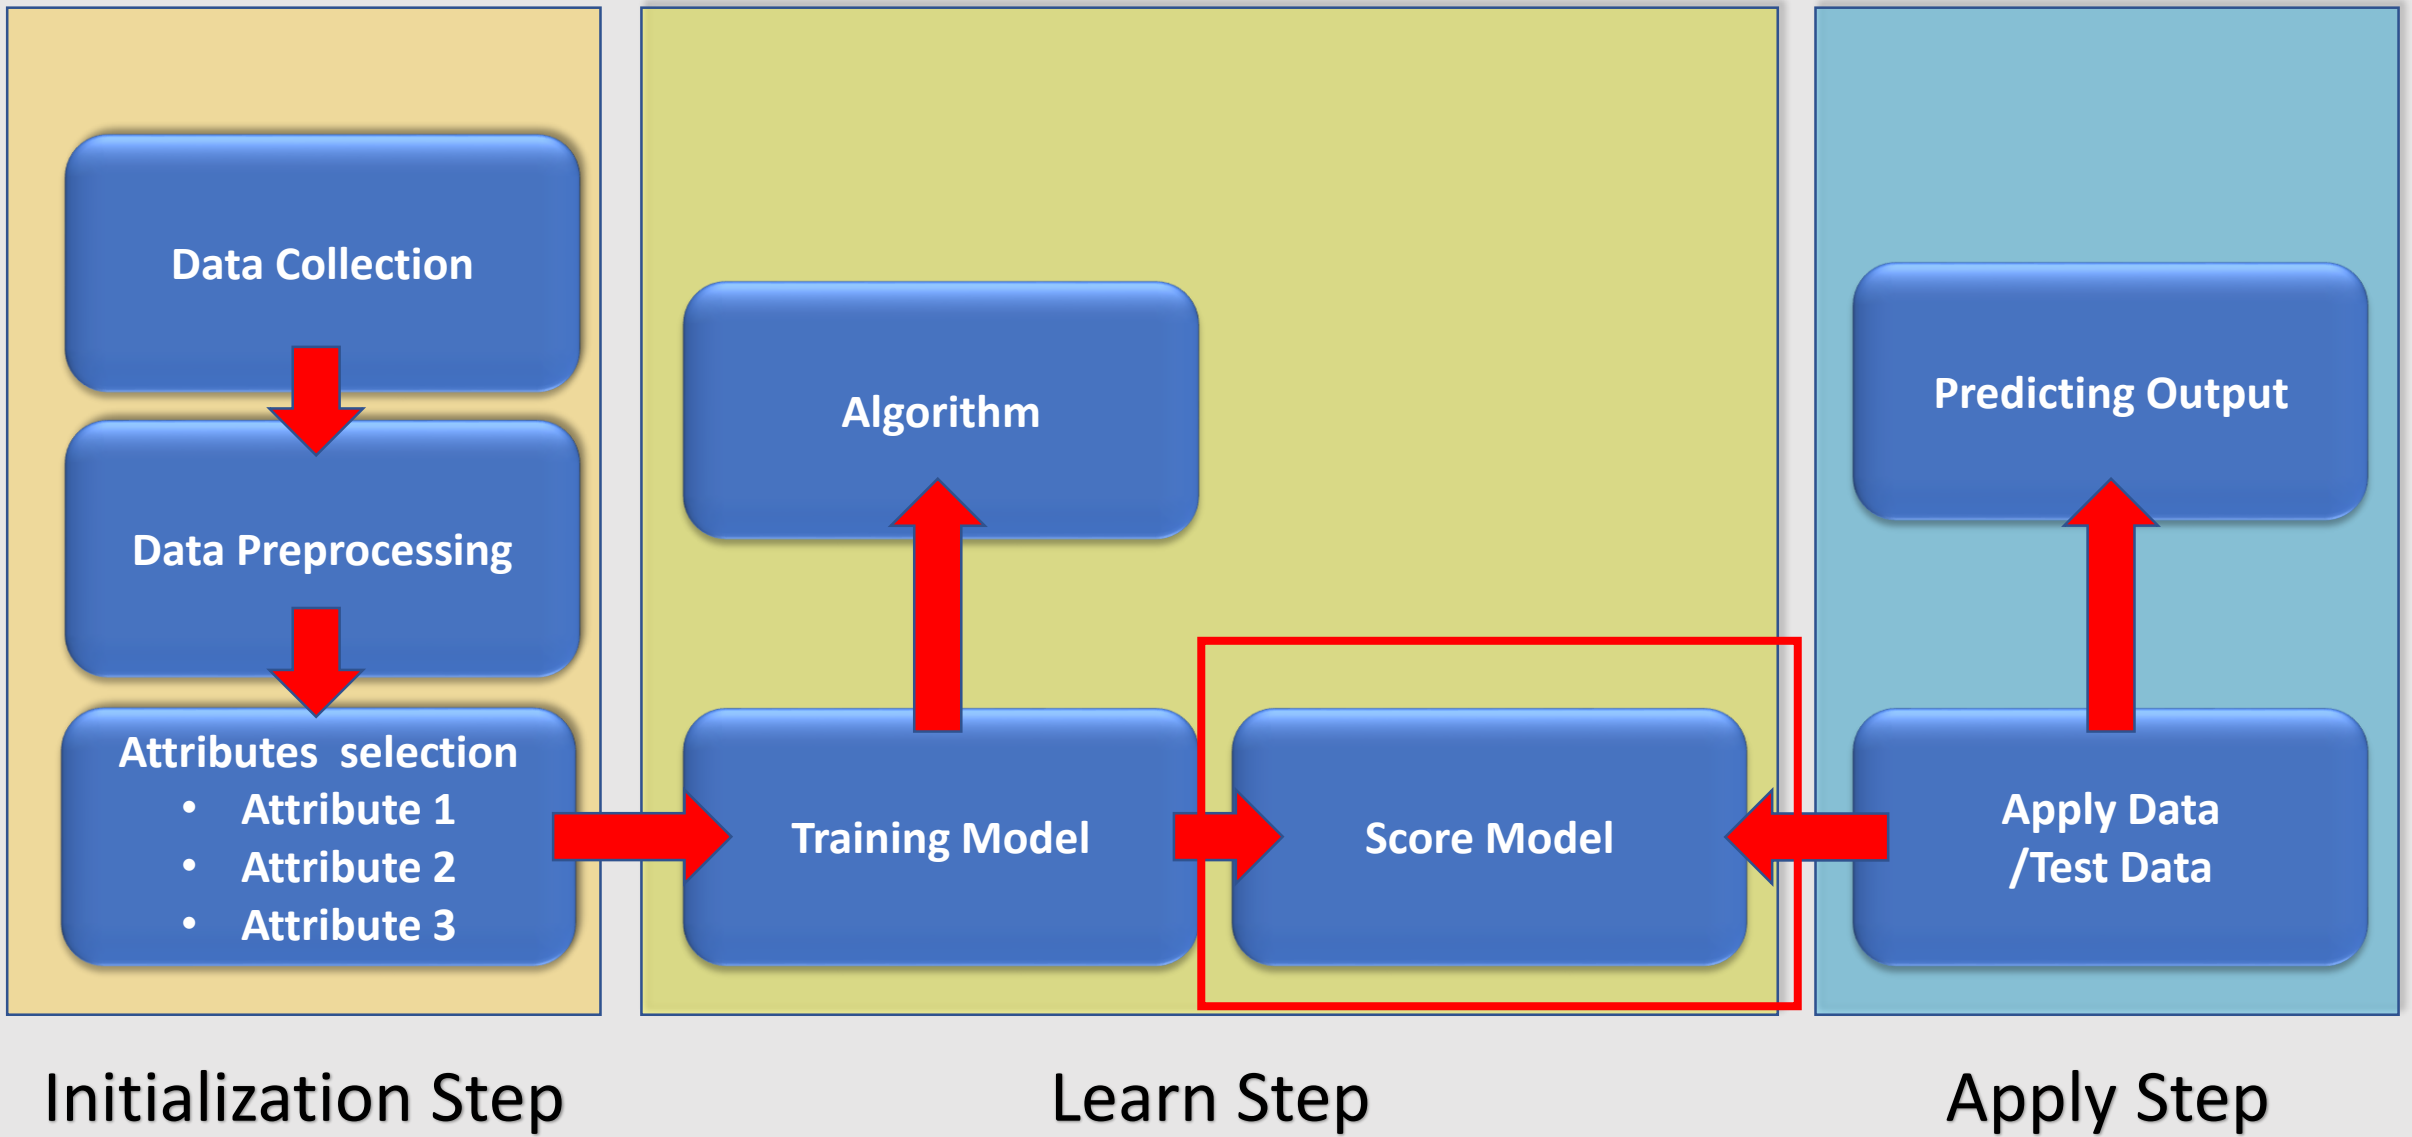 Data Collection
Data Preprocessing
Attributes  selection
• Attribute 1
• Attribute 2
• Attribute 3
Algorithm
Training Model
Score Model
Predicting Output
Apply Data
/Test Data
Initialization Step
Learn Step
Apply Step